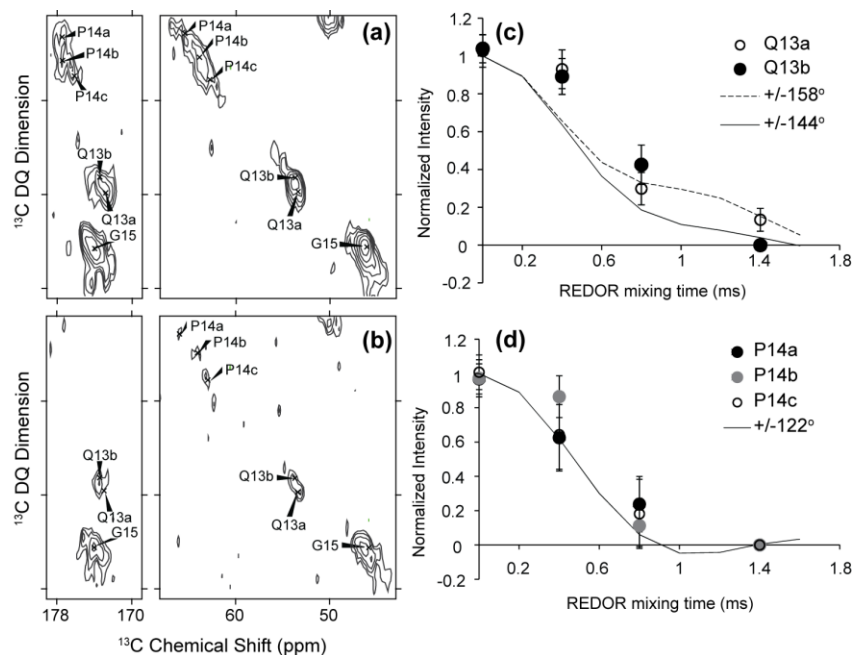 (a)
P14a
P14b
P14c
P14a
P14b
P14c
Q13b
Q13a
G15
Q13b
Q13a
G15
13C DQ Dimension
(b)
P14a
P14b
P14c
Q13b
Q13a
G15
Q13b
Q13a
G15
13C DQ Dimension
178
170
60
50
13C Chemical Shift (ppm)
(c)
Q13a
Q13b
+/-158o
+/-144o
1.2
1
0.8
0.6
0.4
0.2
0
-0.2
Normalized Intensity
0.2
0.6
1
1.4
1.8
REDOR mixing time (ms)
(d)
P14a
P14b
P14c
+/-122o
1.2
1
0.8
0.6
0.4
0.2
0
-0.2
Normalized Intensity
0.2
0.6
1
1.4
1.8
REDOR mixing time (ms)